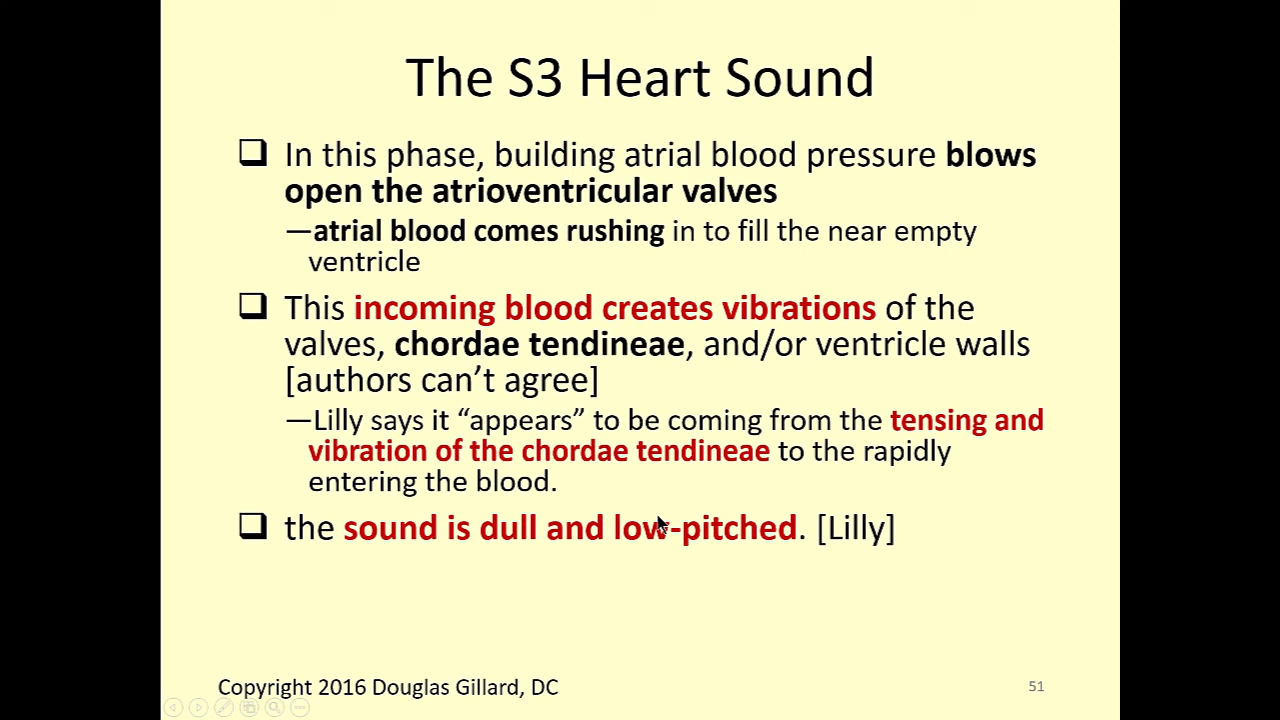 The S3 Heart Sound
In this phase, building atrial blood pressure blows
open the atrioventricular valves
—atrial blood comes rushing in to fill the near empty
ventricle
This incoming blood creates vibrations of the
valves, chordae tendineae, and/or ventricle walls
[authors can’t agree]
—Lilly says it “appears” to be coming from the tensing and
vibration of the chordae tendineae to the rapidly
entering the blood.
the sound is dull and low-pitched. [Lilly]
Copyright 2016 Douglas Gillard, DC
51